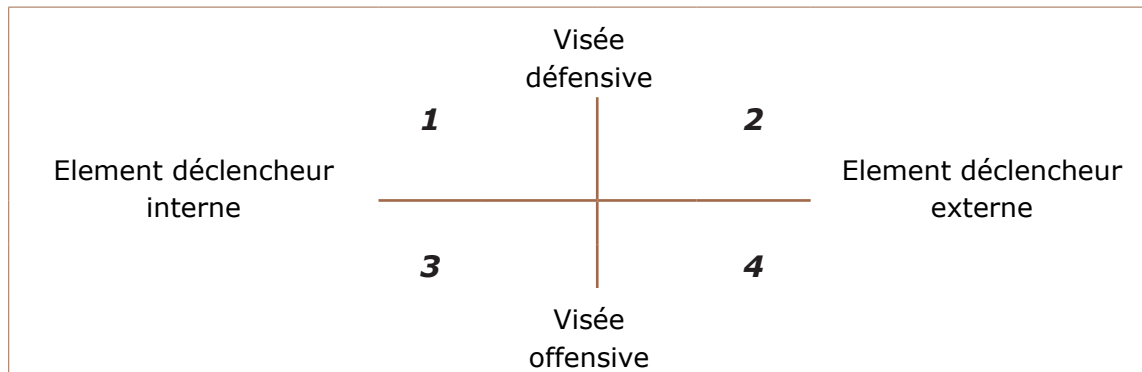 Visée
défensive
1
2
Element déclencheur
interne
Element déclencheur
externe
3
4
Visée
offensive